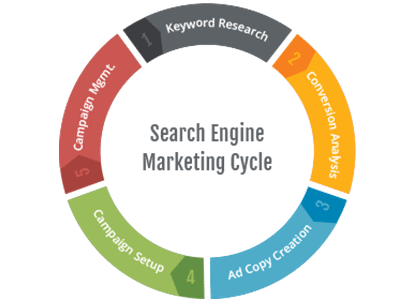 Search Engine
Marketing Cycle
1
Keyword Research
2
Conversion Analysis
3
Ad Copy Creation
4
Campaign Setup
5
Campaign Mgmt.